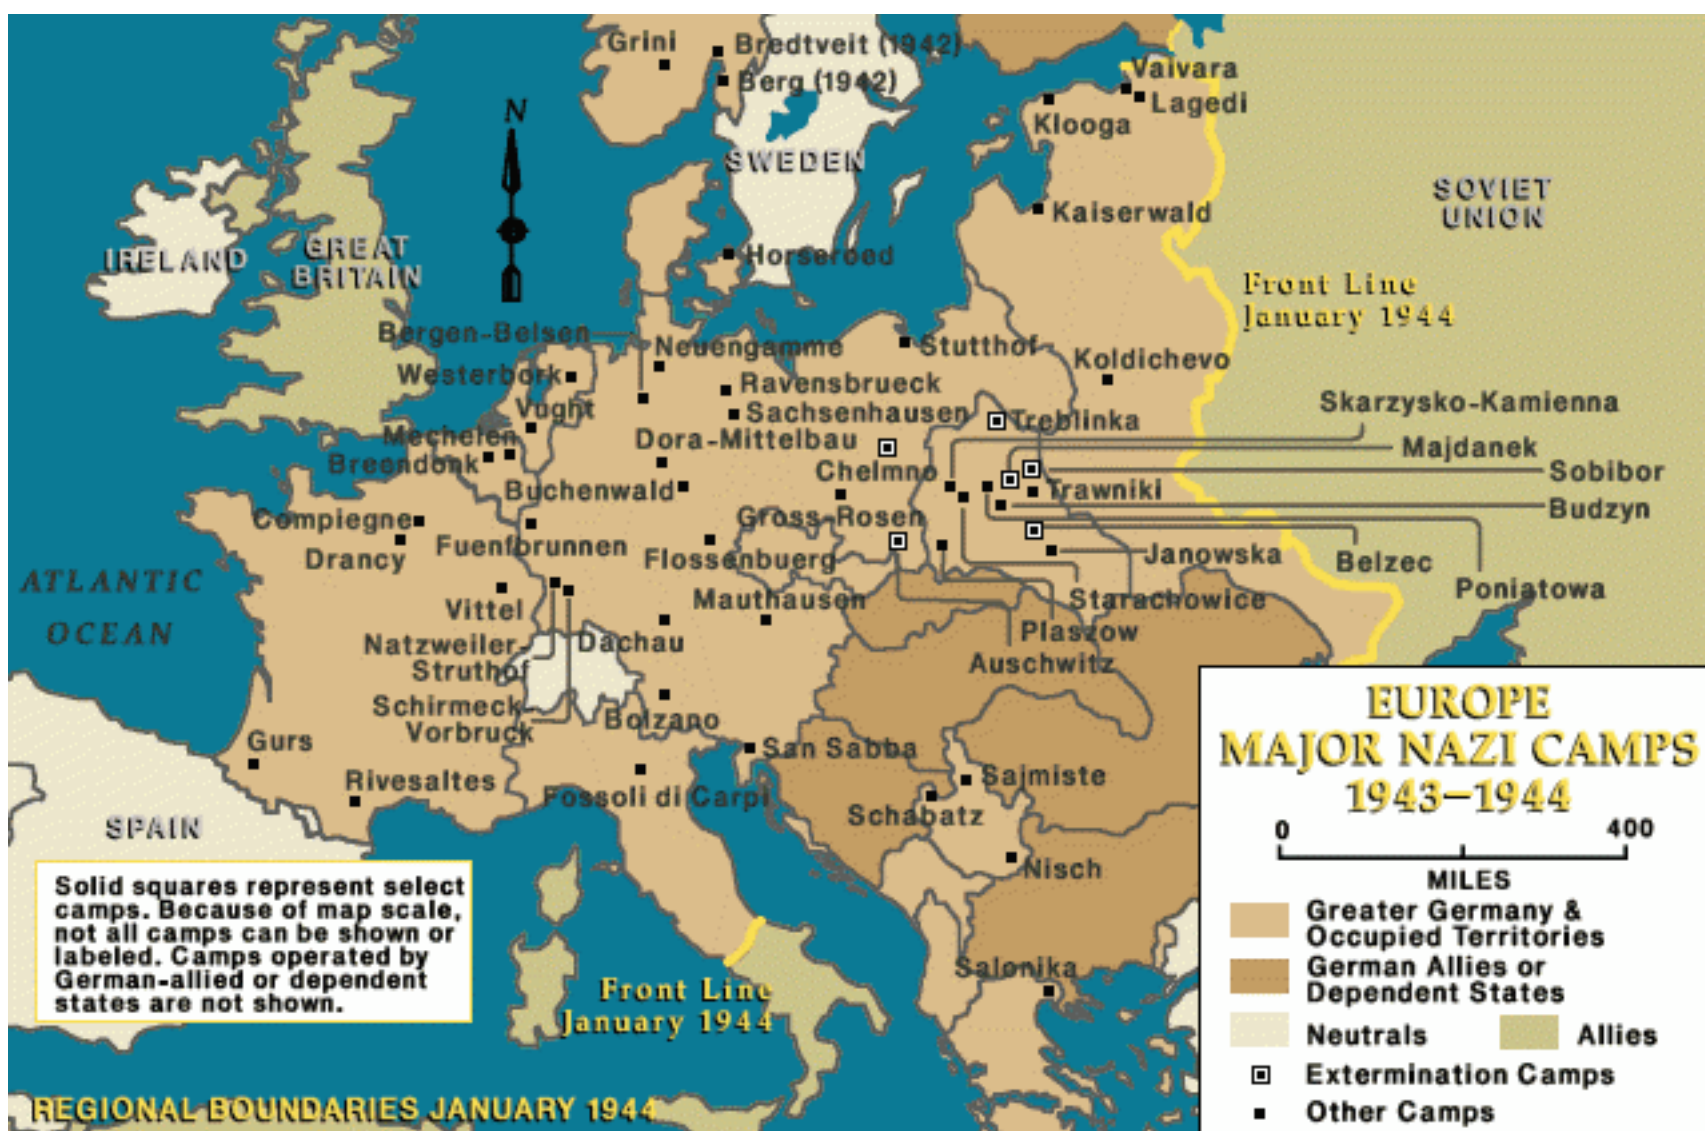 Grini
Bredtveit (1942)
Berg (1942)
Vaivara
Lagedi
Klooga
N
SWEDEN
SOVIET
UNION
Kaiserwald
IRELAND
GREAT
BRITAIN
Horseroed
Front Line
January 1944
Bergen-Belsen
Neuengamme
Stutthof
Koldichevo
Westerbork
Ravensbrueck
Skarzysko-Kamienna
Vught
Sachsenhausen
Treblinka
Mechelen
Dora-Mittelbau
Majdanek
Breendonk
Chelmno
Sobibor
Buchenwald
Trawniki
Budzyn
Compiegne
Gross-Rosen
Drancy
Fuenfbrunnen
Flossenbuerg
Janowska
Belzec
ATLANTIC
OCEAN
Poniatowa
Vittel
Mauthausen
Starachowice
Natzweiler-
Struthof
Dachau
Plaszow
Auschwitz
Schirmeck-
Vorbruck
Bolzano
Gurs
San Sabba
Rivesaltes
Fossoli di Carpi
Sajmiste
Schabatz
SPAIN
Nisch
Salonika
Front Line
January 1944
Solid squares represent select
camps. Because of map scale,
not all camps can be shown or
labeled. Camps operated by
German-allied or dependent
states are not shown.
REGIONAL BOUNDARIES JANUARY 1944
EUROPE
MAJOR NAZI CAMPS
1943–1944
0 400
MILES
Greater Germany &
Occupied Territories
German Allies or
Dependent States
Neutrals Allies
Extermination Camps
Other Camps